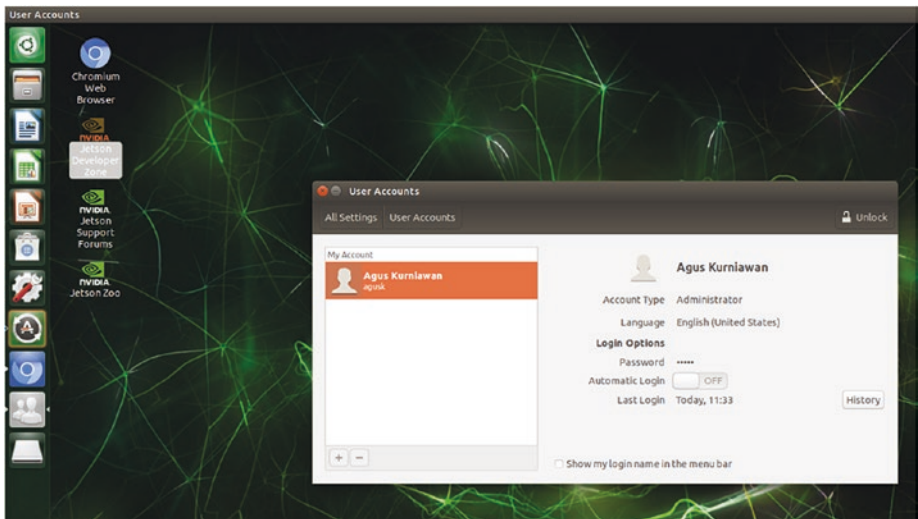 User Accounts
Chromium
Web
Browser
NVIDIA.
Jetson
Developer
Zone
NVIDIA.
Jetson
Support
Forums
NVIDIA.
Jetson Zoo
User Accounts
All Settings User Accounts
Unlock
My Account
Agus Kurniawan
agusk
Agus Kurniawan
Account Type Administrator
Language English (United States)
Login Options
Password •••••
Automatic Login OFF
Last Login Today, 11:33
History
+ −
Show my login name in the menu bar